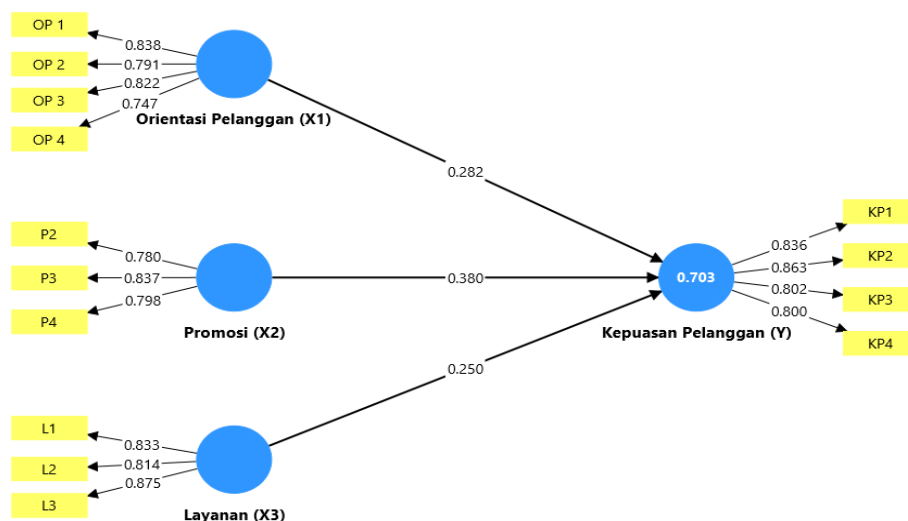 OP 1
0.838
OP 2
0.791
0.822
OP 3
0.747
OP 4
Orientasi Pelanggan (X1)
0.282
P2
0.780
P3
0.837
0.798
P4
Promosi (X2)
0.380
KP1
0.836
KP2
0.863
0.703
0.802
KP3
0.800
KP4
Kepuasan Pelanggan (Y)
0.250
L1
0.833
L2
0.814
0.875
L3
Layanan (X3)